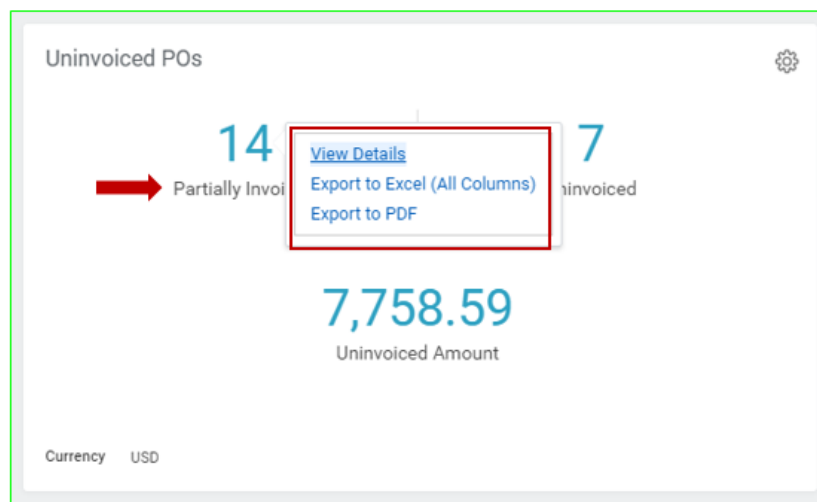 Uninvoiced POs
14
7
View Details
Partially Invoi
Export to Excel (All Columns)
ninvoiced
Export to PDF
7,758.59
Uninvoiced Amount
Currency USD